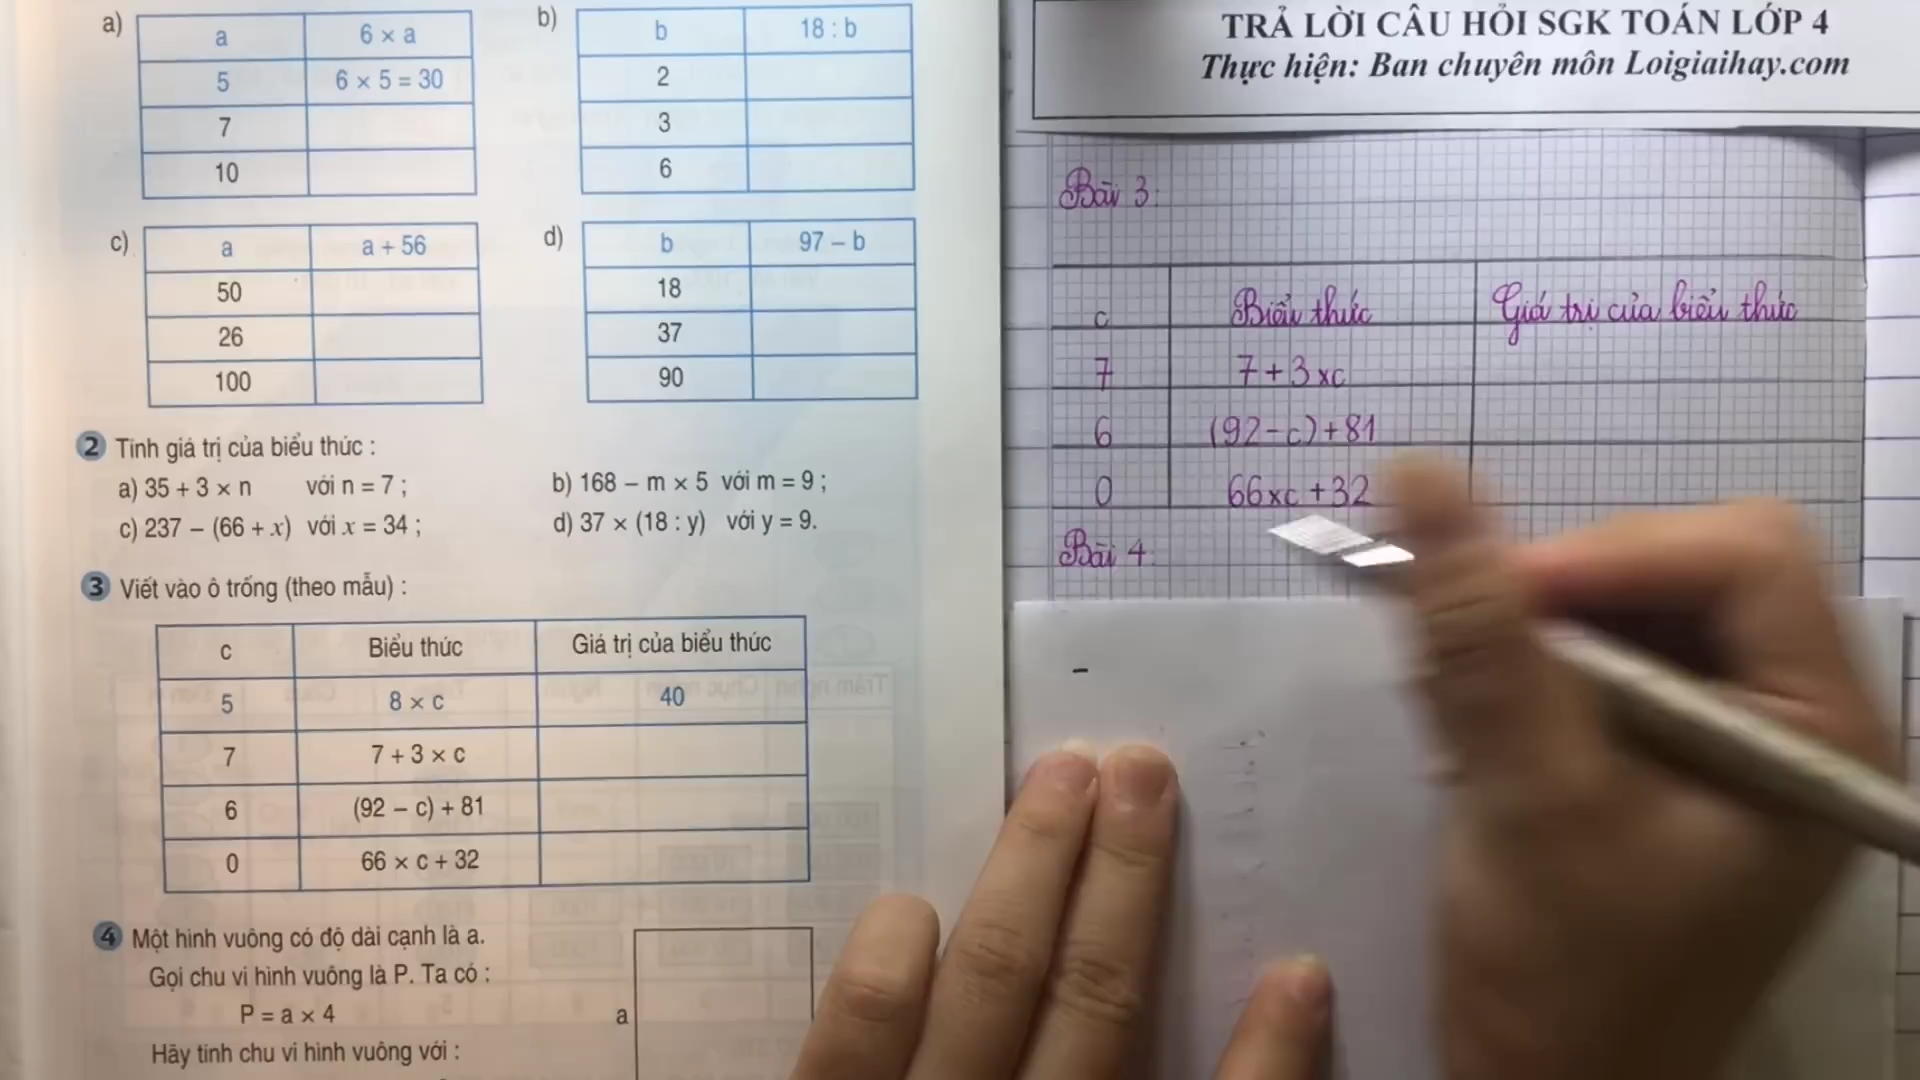 a)
a 6 × a
5 6 × 5 = 30
7
10
b)
b 18 : b
2
3
6
c)
a a + 56
50
26
100
d)
b 97 – b
18
37
90
2 Tính giá trị của biểu thức :
a) 35 + 3 × n với n = 7 ;
b) 168 – m × 5 với m = 9 ;
c) 237 – (66 + x) với x = 34 ;
d) 37 × (18 : y) với y = 9.
3 Viết vào ô trống (theo mẫu) :
c Biểu thức Giá trị của biểu thức
5 8 × c 40
7 7 + 3 × c
6 (92 – c) + 81
0 66 × c + 32
4 Một hình vuông có độ dài cạnh là a.
Gọi chu vi hình vuông là P. Ta có :
P = a × 4
a
Hãy tính chu vi hình vuông với :
TRẢ LỜI CÂU HỎI SGK TOÁN LỚP 4
Thực hiện: Ban chuyên môn Loigiaihay.com
Bài 3:
c Biểu thức Giá trị của biểu thức
7 7 + 3 x c
6 (92 - c) + 81
0 66 x c + 32
Bài 4: